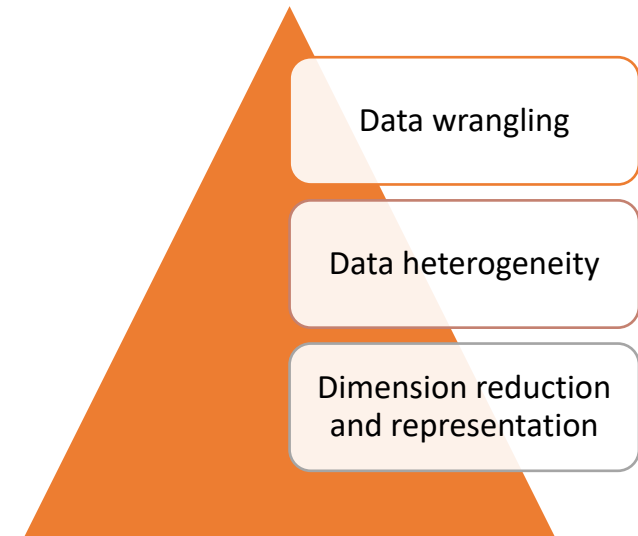 Data wrangling
Data heterogeneity
Dimension reduction
and representation